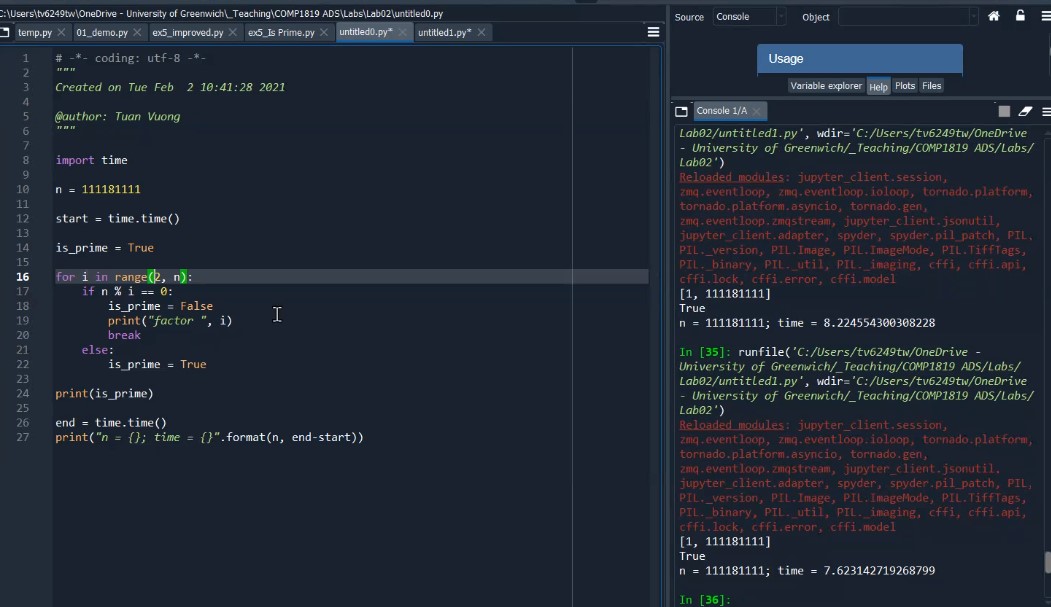 C:\Users\tv6249tw\OneDrive - University of Greenwich\_Teaching\COMP1819 ADS\Labs\Lab02\untitled0.py
temp.py 01_demo.py ex5_improved.py ex5_Is Prime.py untitled0.py* untitled1.py*
1 # -*- coding: utf-8 -*-
2 """
3 Created on Tue Feb  2 10:41:28 2021
4
5 @author: Tuan Vuong
6 """
7
8 import time
9
10 n = 111181111
11
12 start = time.time()
13
14 is_prime = True
15
16 for i in range(2, n):
17     if n % i == 0:
18         is_prime = False
19         print("factor ", i)
20         break
21     else:
22         is_prime = True
23
24 print(is_prime)
25
26 end = time.time()
27 print("n = {}; time = {}".format(n, end-start))
Source Console Object
Usage
Variable explorer Help Plots Files
Console 1/A
Lab02/untitled1.py', wdir='C:/Users/tv6249tw/OneDrive
- University of Greenwich/_Teaching/COMP1819 ADS/Labs/
Lab02')
Reloaded modules: jupyter_client.session,
zmq.eventloop, zmq.eventloop.ioloop, tornado.platform,
tornado.platform.asyncio, tornado.gen,
zmq.eventloop.zmqstream, jupyter_client.jsonutil,
jupyter_client.adapter, spyder, spyder.pil_patch, PIL,
PIL._version, PIL.Image, PIL.ImageMode, PIL.TiffTags,
PIL._binary, PIL._util, PIL._imaging, cffi, cffi.api,
cffi.lock, cffi.error, cffi.model
[1, 111181111]
True
n = 111181111; time = 8.224554300308228
In [35]: runfile('C:/Users/tv6249tw/OneDrive -
University of Greenwich/_Teaching/COMP1819 ADS/Labs/
Lab02/untitled1.py', wdir='C:/Users/tv6249tw/OneDrive
- University of Greenwich/_Teaching/COMP1819 ADS/Labs/
Lab02')
Reloaded modules: jupyter_client.session,
zmq.eventloop, zmq.eventloop.ioloop, tornado.platform,
tornado.platform.asyncio, tornado.gen,
zmq.eventloop.zmqstream, jupyter_client.jsonutil,
jupyter_client.adapter, spyder, spyder.pil_patch, PIL,
PIL._version, PIL.Image, PIL.ImageMode, PIL.TiffTags,
PIL._binary, PIL._util, PIL._imaging, cffi, cffi.api,
cffi.lock, cffi.error, cffi.model
[1, 111181111]
True
n = 111181111; time = 7.623142719268799
In [36]: